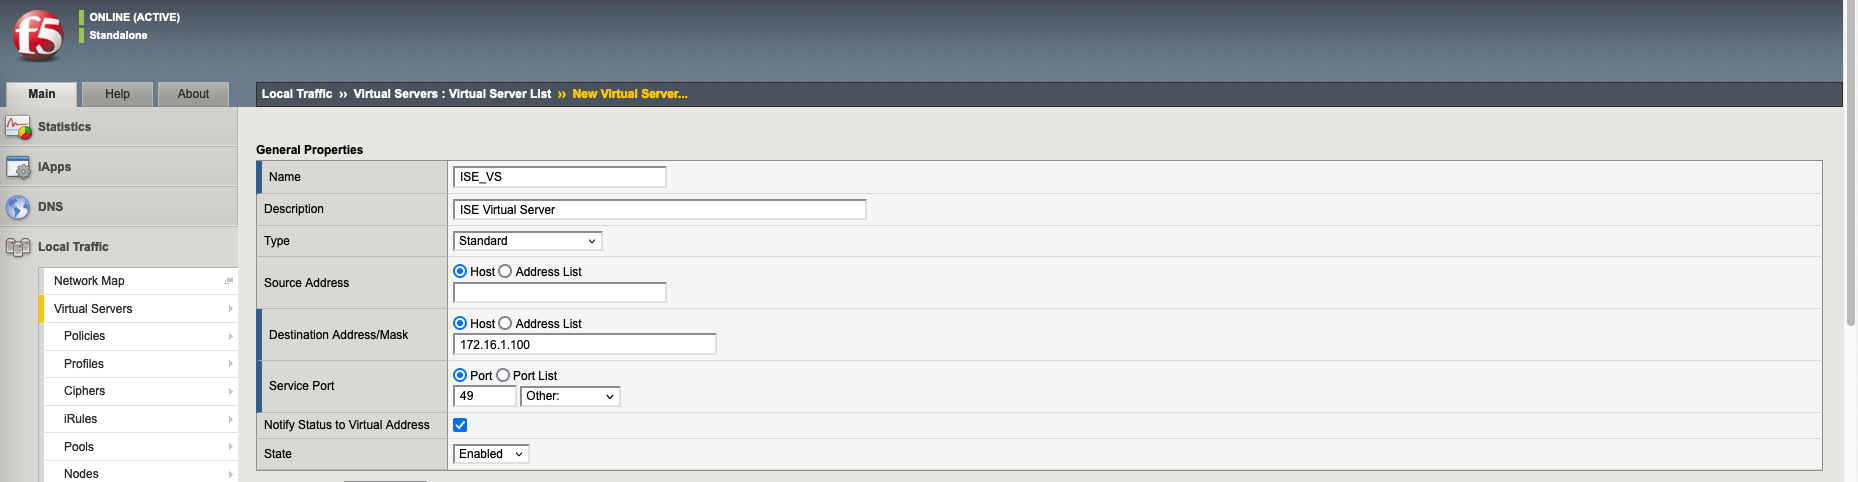 f5
ONLINE (ACTIVE)
Standalone
Main Help About
Local Traffic ›› Virtual Servers : Virtual Server List ›› New Virtual Server...
Statistics
iApps
DNS
Local Traffic
Network Map
Virtual Servers
Policies
Profiles
Ciphers
iRules
Pools
Nodes
General Properties
Name ISE_VS
Description ISE Virtual Server
Type Standard
Source Address Host Address List
Destination Address/Mask Host Address List
172.16.1.100
Service Port Port Port List
49 Other:
Notify Status to Virtual Address
State Enabled